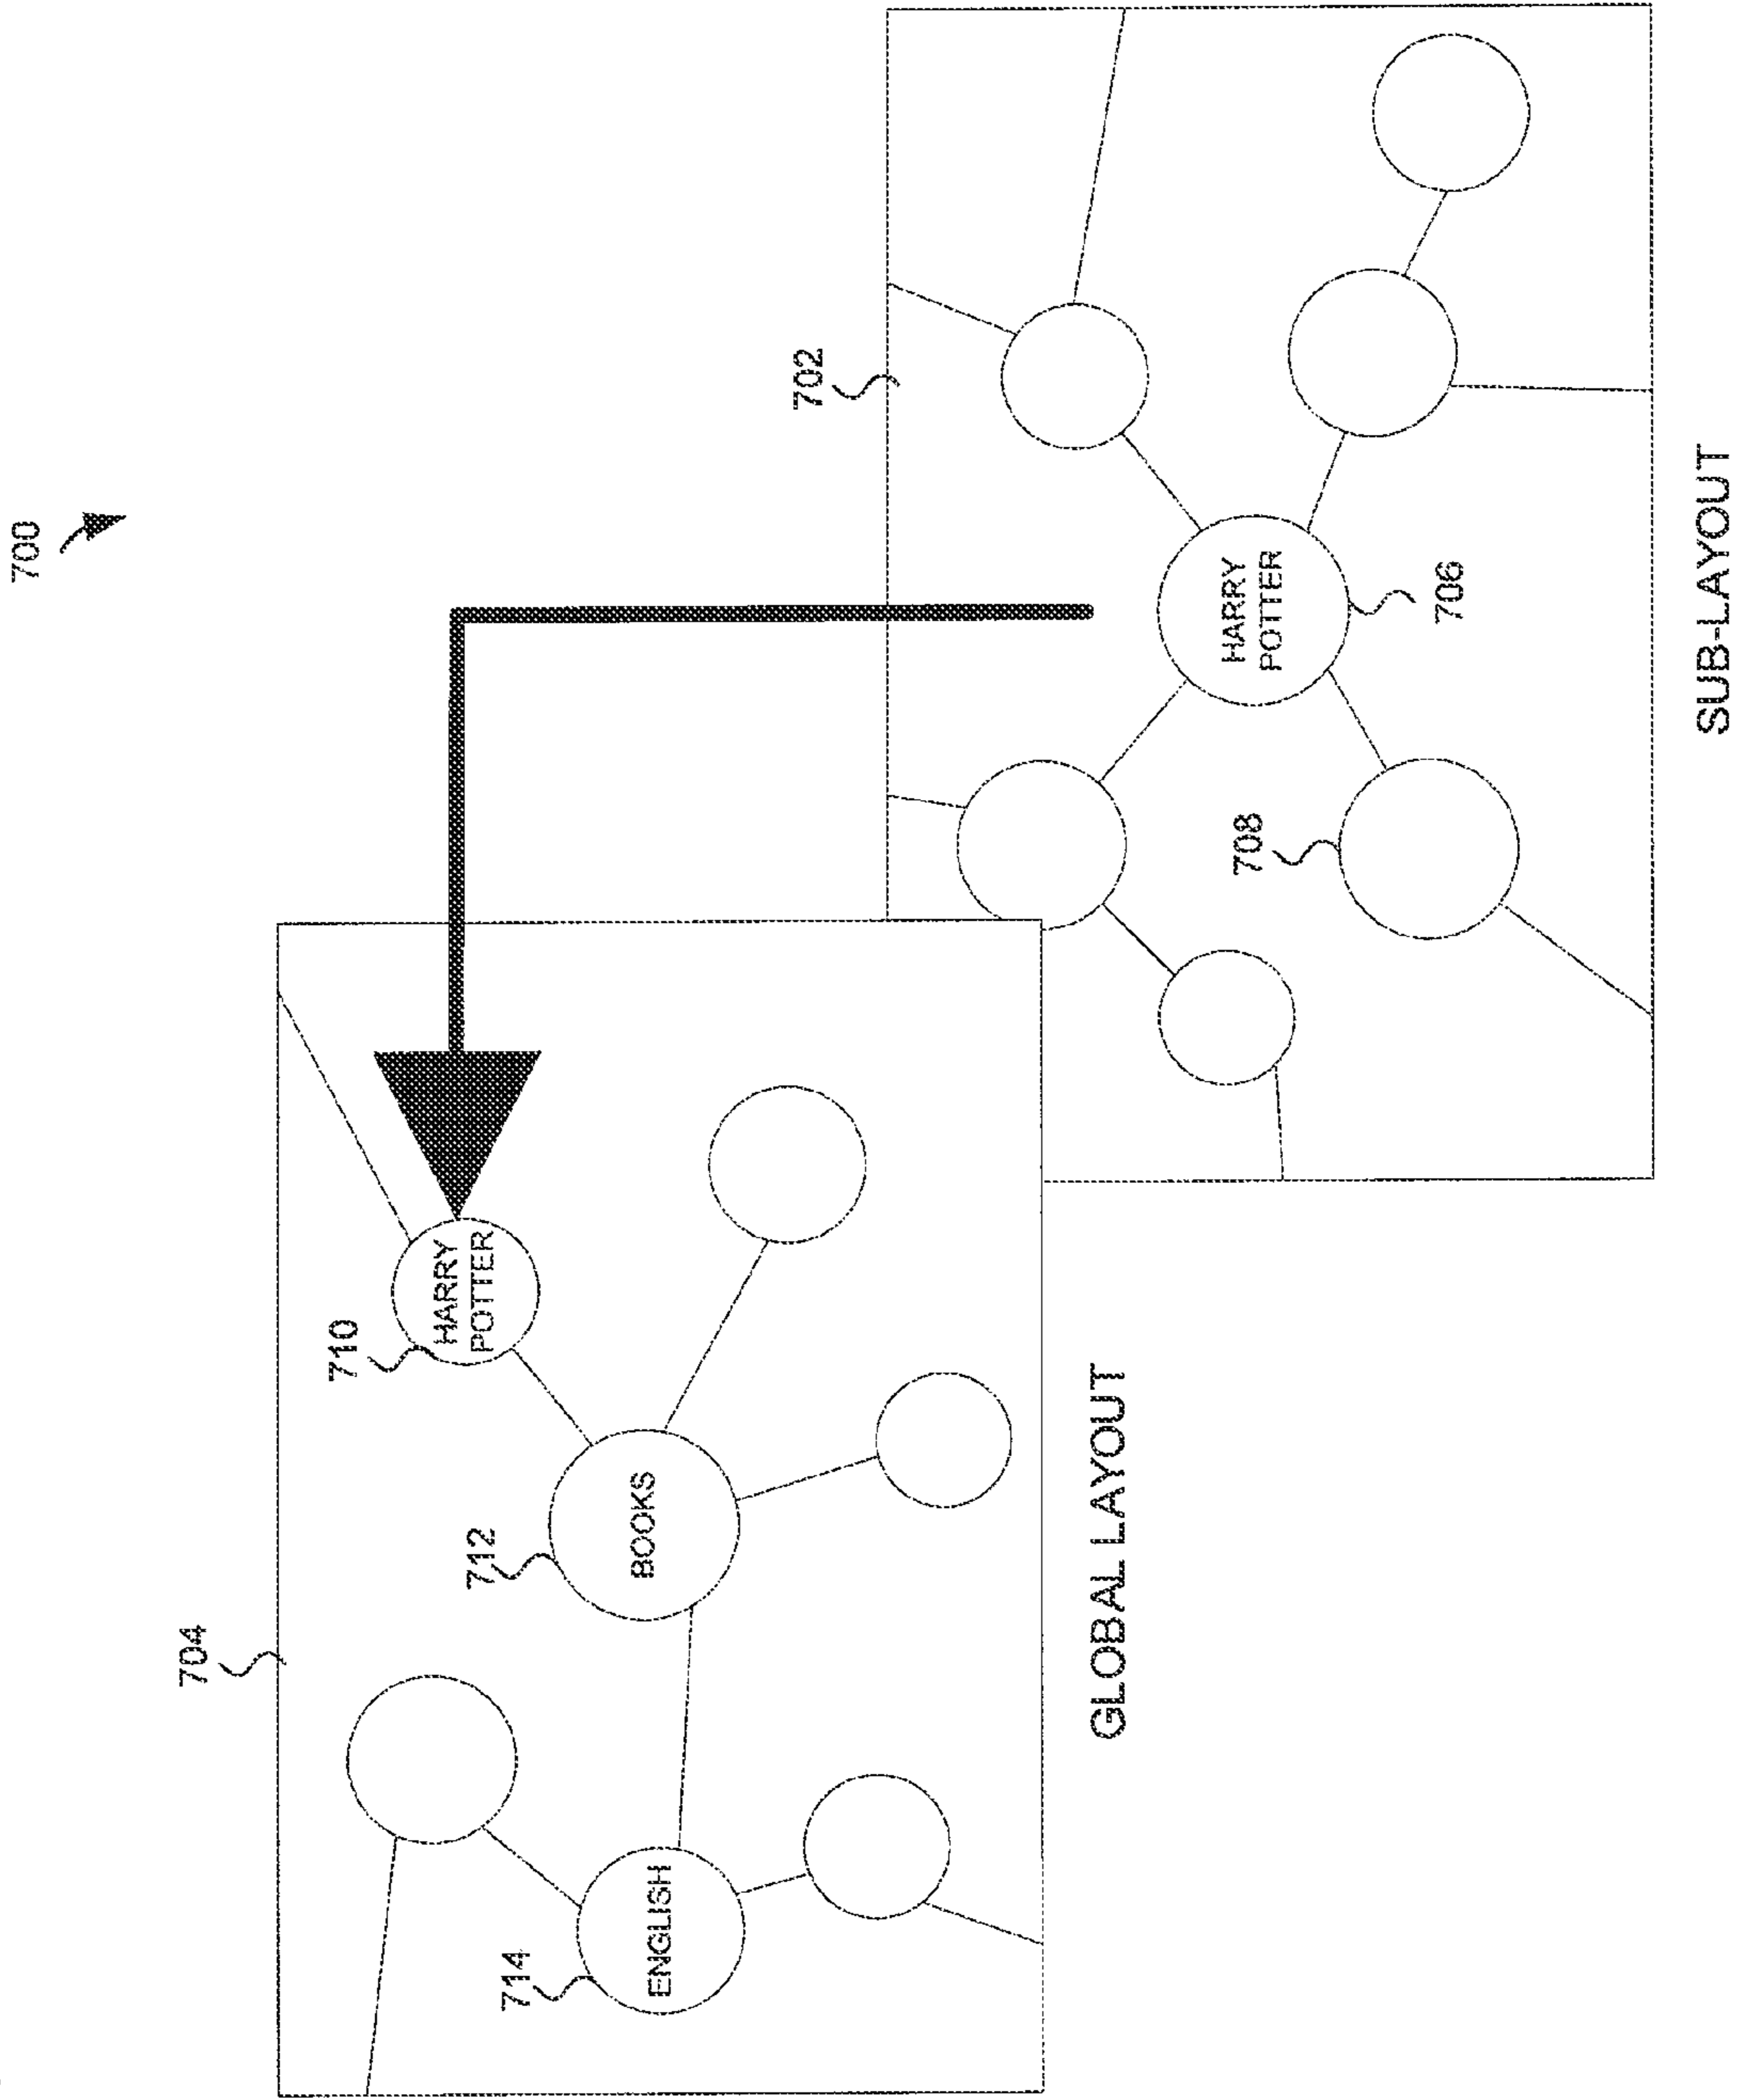 700
704
714
ENGLISH
712
BOOKS
710
HARRY
POTTER
GLOBAL LAYOUT
702
708
HARRY
POTTER
706
SUB-LAYOUT